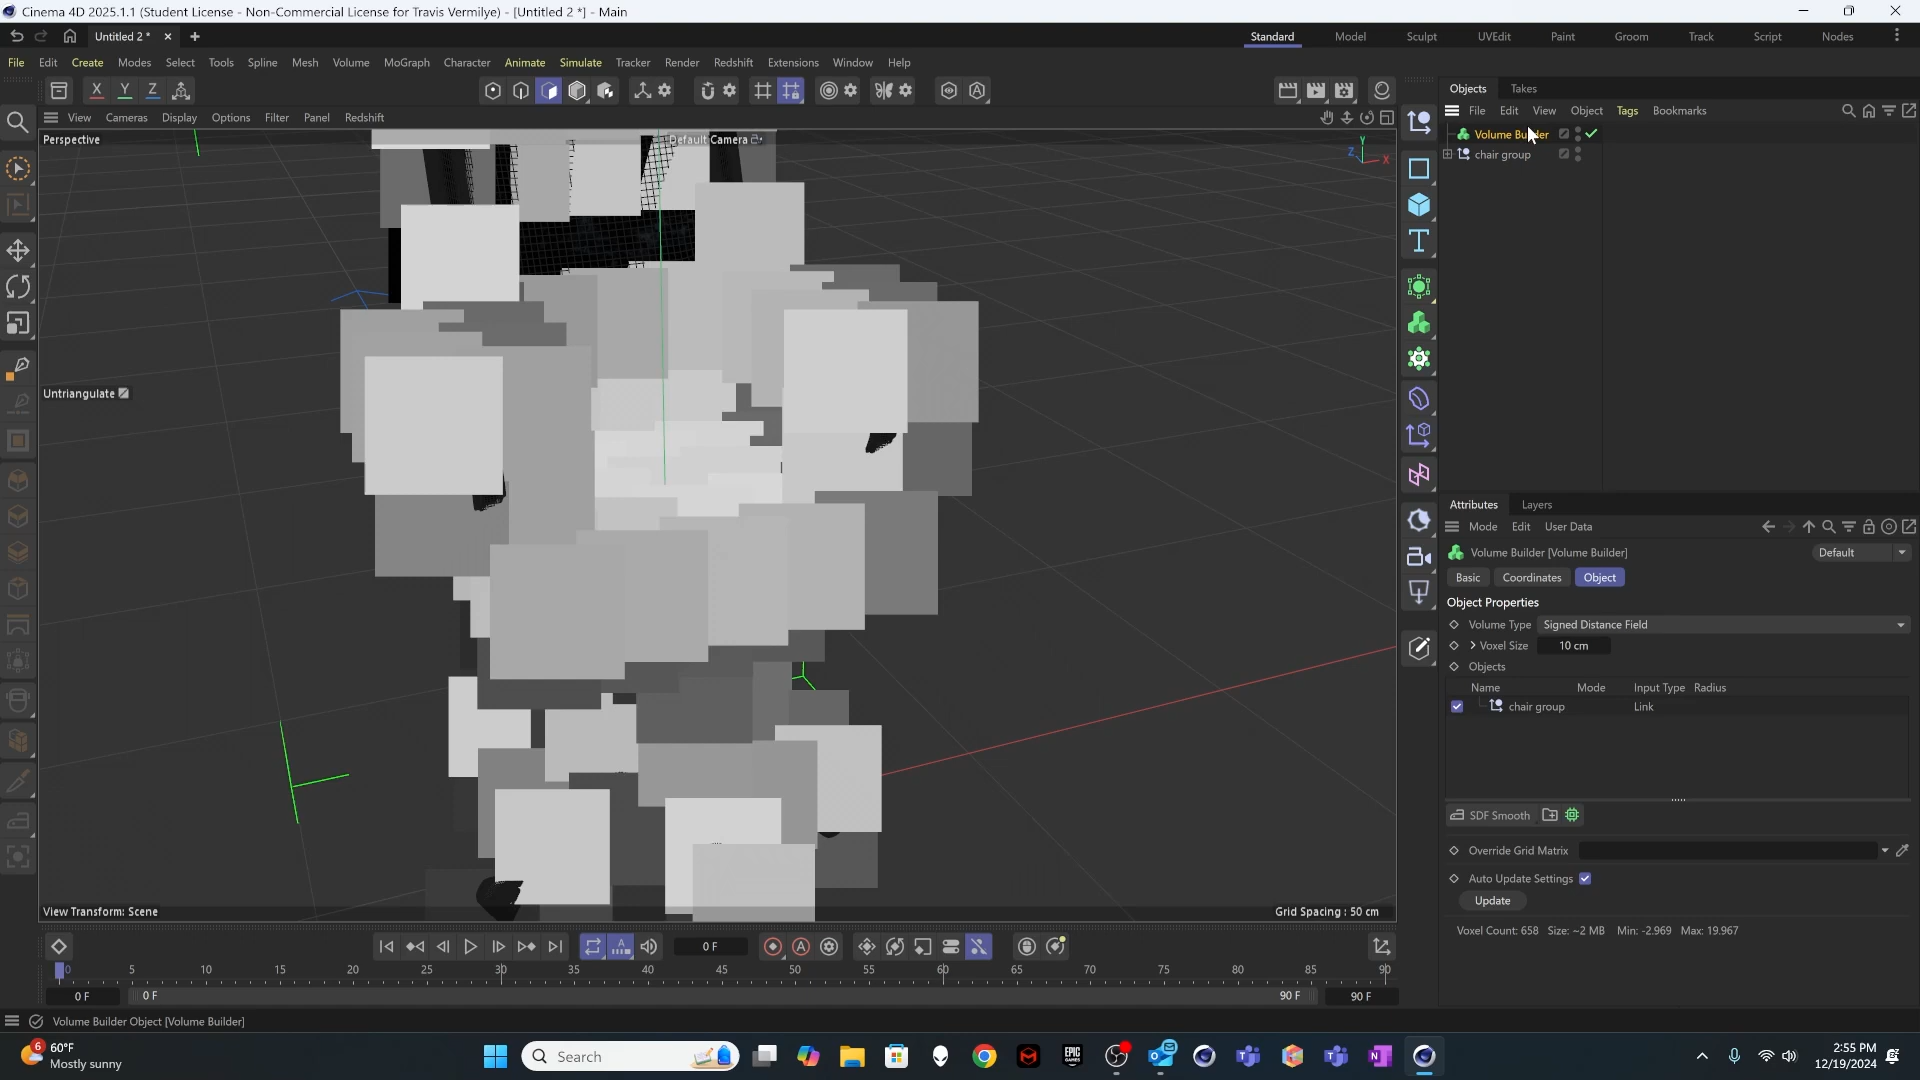 Cinema 4D 2025.1.1 (Student License - Non-Commercial License for Travis Vermilye) - [Untitled 2 *] - Main
Untitled 2 *
Standard Model Sculpt UVEdit Paint Groom Track Script Nodes
File Edit Create Modes Select Tools Spline Mesh Volume MoGraph Character Animate Simulate Tracker Render Redshift Extensions Window Help
X Y Z
Objects Takes
View Cameras Display Options Filter Panel Redshift
File Edit View Object Tags Bookmarks
Perspective
Default Camera
Y
Z X
Volume Builder
chair group
Untriangulate
Attributes Layers
Mode Edit User Data
Volume Builder [Volume Builder]
Default
Basic Coordinates Object
Object Properties
Volume Type Signed Distance Field
Voxel Size 10 cm
Objects
Name Mode Input Type Radius
chair group Link
SDF Smooth
Override Grid Matrix
Auto Update Settings
Update
Voxel Count: 658 Size: ~2 MB Min: -2.969 Max: 19.967
View Transform: Scene
Grid Spacing : 50 cm
0 F
0 5 10 15 20 25 30 35 40 45 50 55 60 65 70 75 80 85 90
0 F 0 F 90 F 90 F
Volume Builder Object [Volume Builder]
6
60°F
Mostly sunny
Search
EPIC
GAMES
2:55 PM
12/19/2024